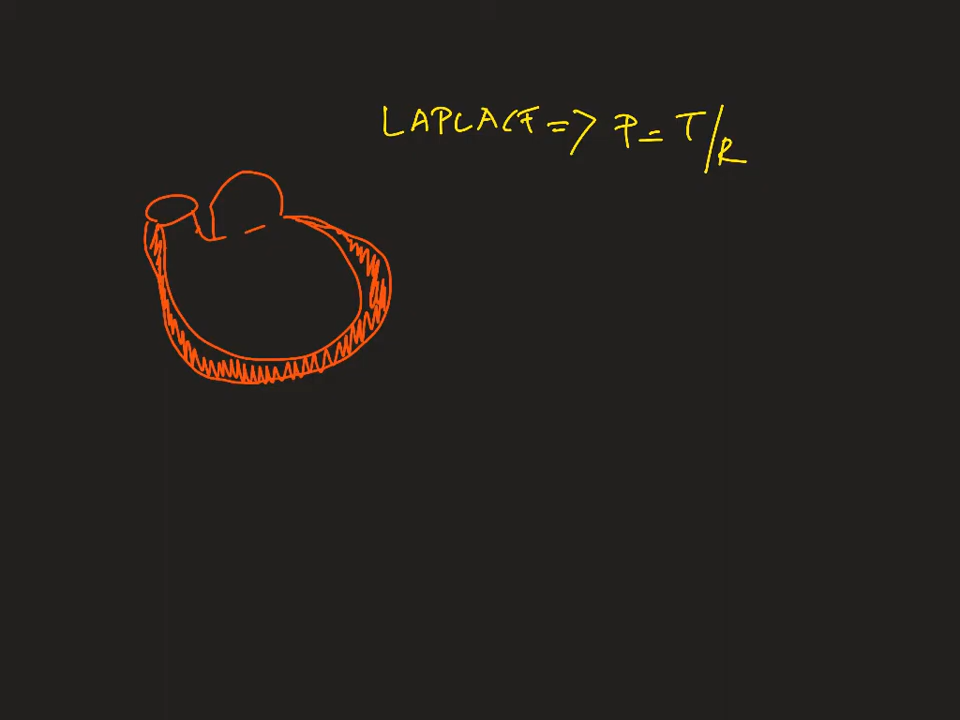 LAPLACE => P = T/R